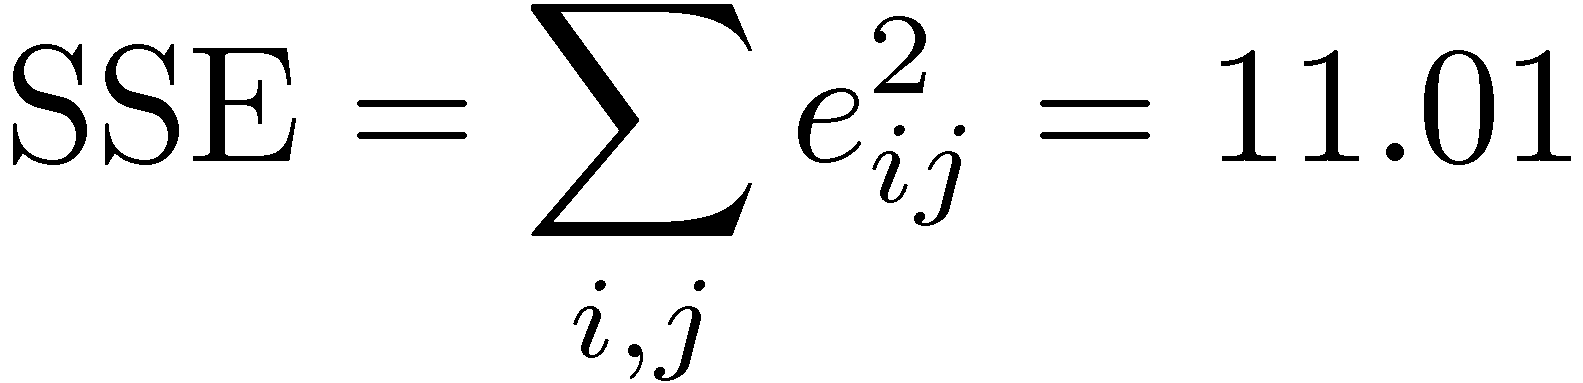 SSE = \sum_{i,j} e_{ij}^2 = 11.01